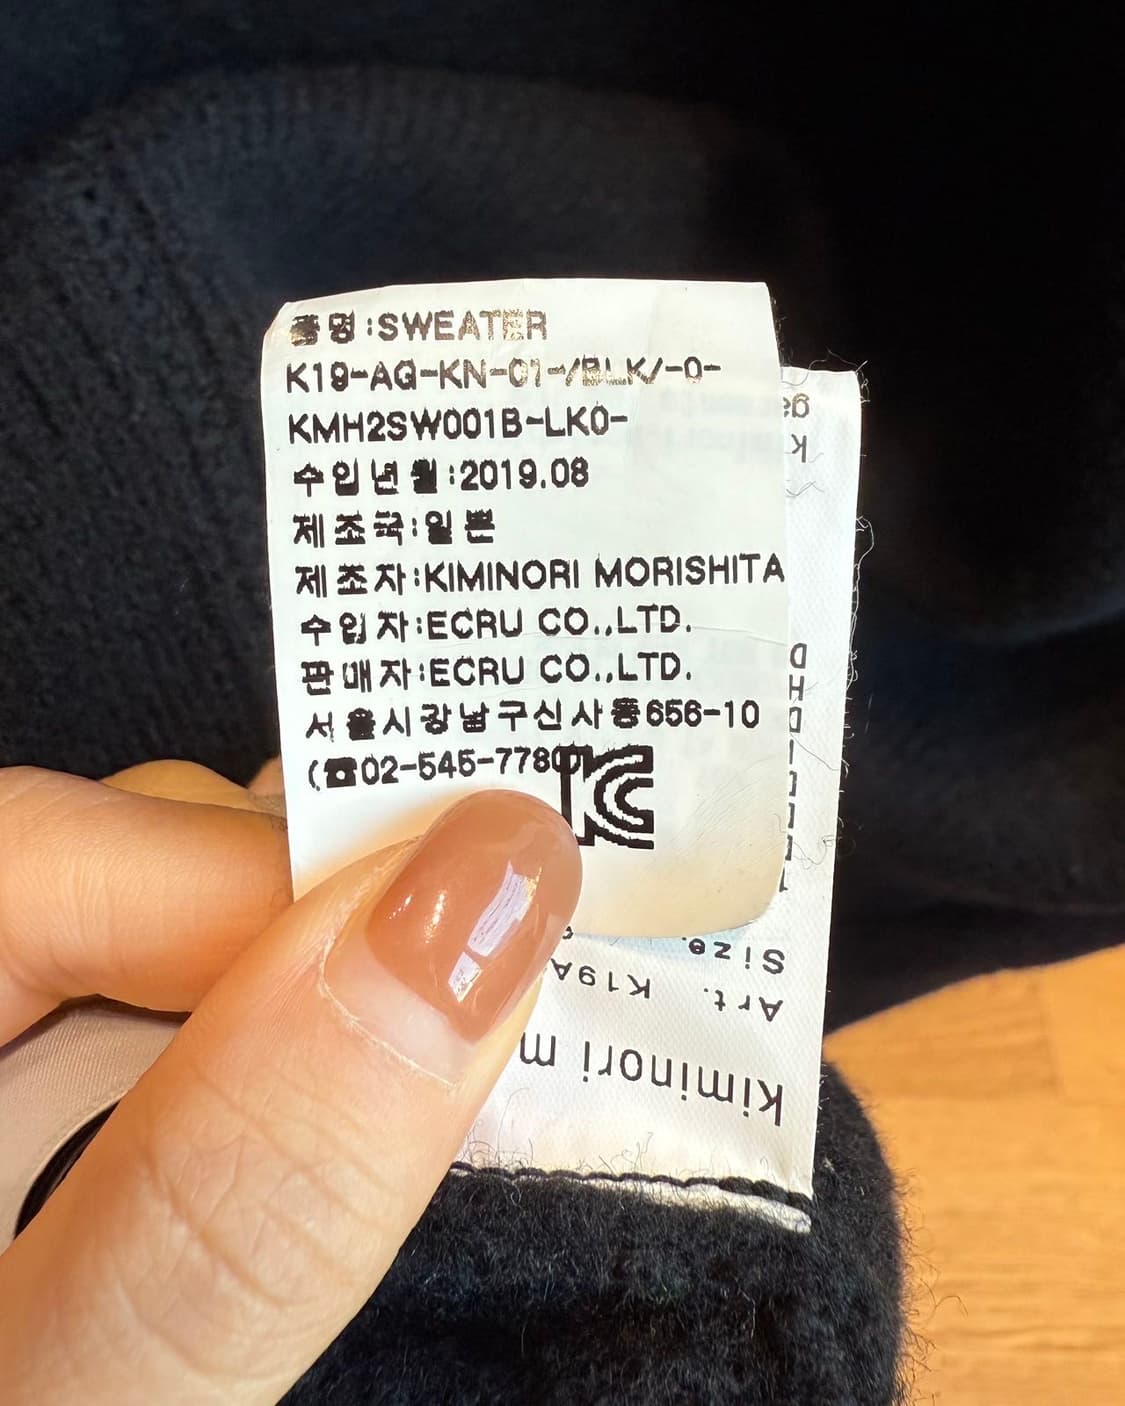 품명:SWEATER
K19-AG-KN-01-/BLK/-0-
KMH2SW001B-LK0-
수입년월:2019.08
제조국:일본
제조자:KIMINORI MORISHITA
수입자:ECRU CO.,LTD.
판매자:ECRU CO.,LTD.
서울시강남구신사동656-10
(☎02-545-7780)
KC
Size.
Art. K19A
kiminori m